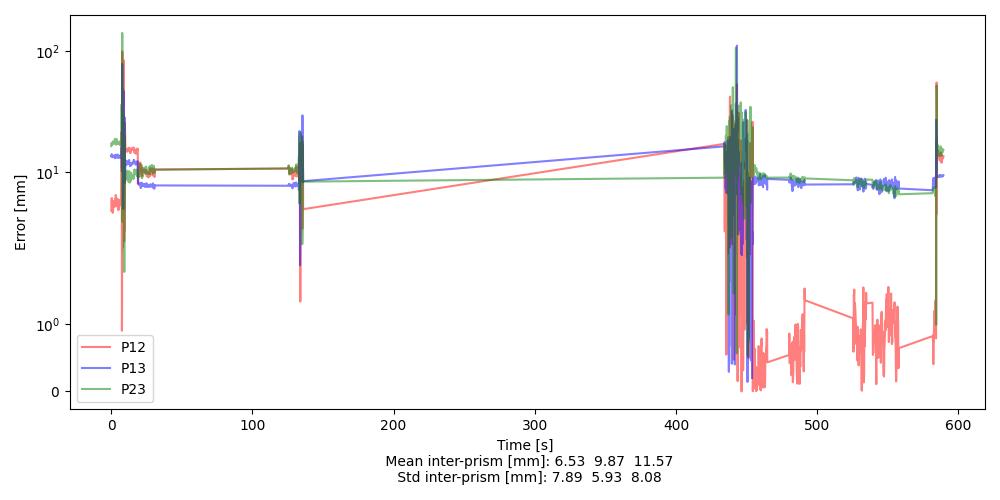 10²
10¹
10⁰
0
Error [mm]
P12
P13
P23
0 100 200 300 400 500 600
Time [s]
Mean inter-prism [mm]: 6.53 9.87 11.57
Std inter-prism [mm]: 7.89 5.93 8.08